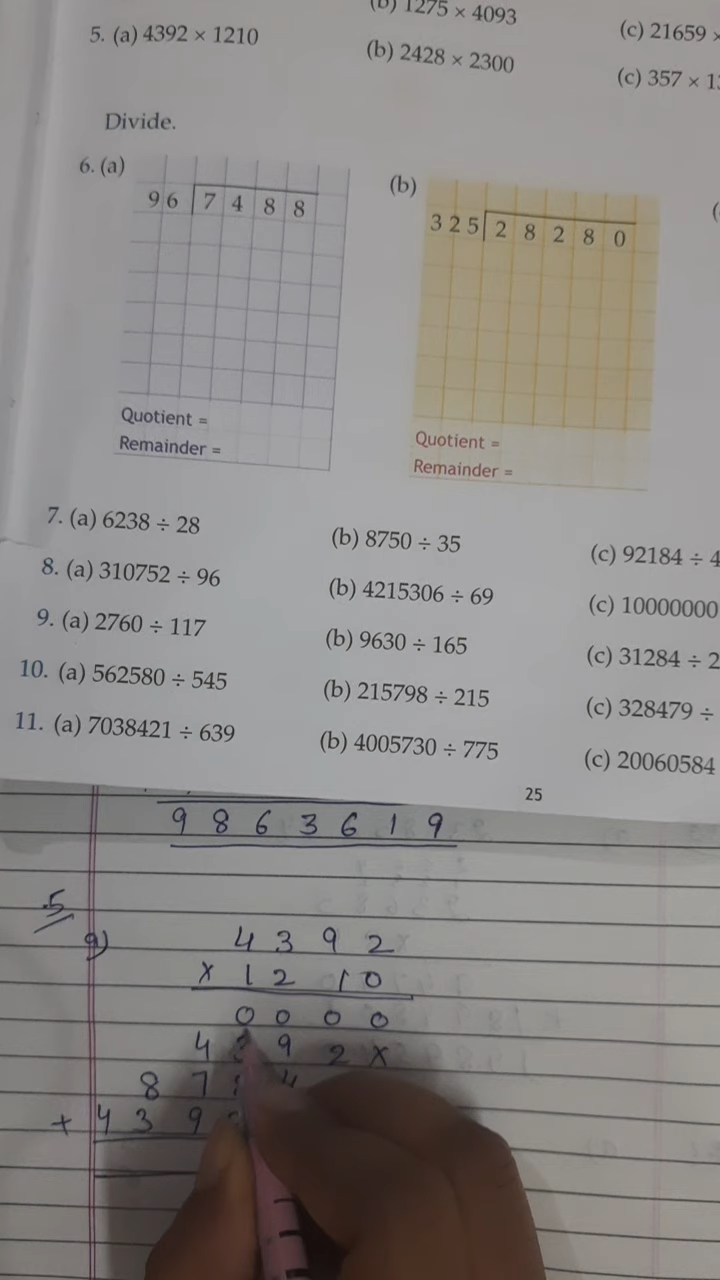 (b) 1275 × 4093
5. (a) 4392 × 1210
(b) 2428 × 2300
(c) 21659 ×
(c) 357 ×
Divide.
6. (a)
96 7 4 8 8
Quotient =
Remainder =
(b)
325 2 8 2 8 0
Quotient =
Remainder =
7. (a) 6238 ÷ 28
(b) 8750 ÷ 35
(c) 92184 ÷ 4
8. (a) 310752 ÷ 96
(b) 4215306 ÷ 69
(c) 10000000
9. (a) 2760 ÷ 117
(b) 9630 ÷ 165
(c) 31284 ÷ 2
10. (a) 562580 ÷ 545
(b) 215798 ÷ 215
(c) 328479 ÷
11. (a) 7038421 ÷ 639
(b) 4005730 ÷ 775
(c) 20060584
25
9 8 6 3 6 1 9
5
a) 4 3 9 2
x 1 2 1 0
0 0 0 0
4 3 9 2 x
8 7 4
+ 4 3 9